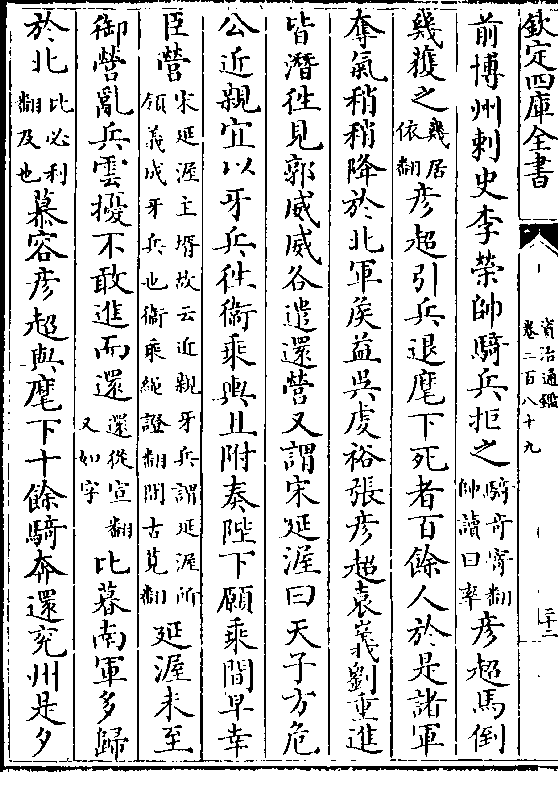 欽定四庫全書
資治通鑑
卷二百八十九
二十二
前博州刺史李榮帥騎兵拒之騎奇寄翻帥讀曰率彦超馬倒
幾獲之幾居依翻彦超引兵退麾下死者百餘人於是諸軍
奪氣稍稍降於北軍矦益吳虔裕張彦超袁㠖劉重進
皆潛徃見郭威威各遣還營又謂宋延渥曰天子方危
公近親宜以牙兵徃衞乘輿且附奏陛下願乘間早幸
臣營宋延渥主壻故云近親牙兵謂延渥所領義成牙兵也衞乘繩證翻間古莧翻延渥未至
御營亂兵雲擾不敢進而還還從宣翻又如字比暮南軍多歸
於北比必利翻及也慕容彦超與麾下十餘騎奔還兖州是夕